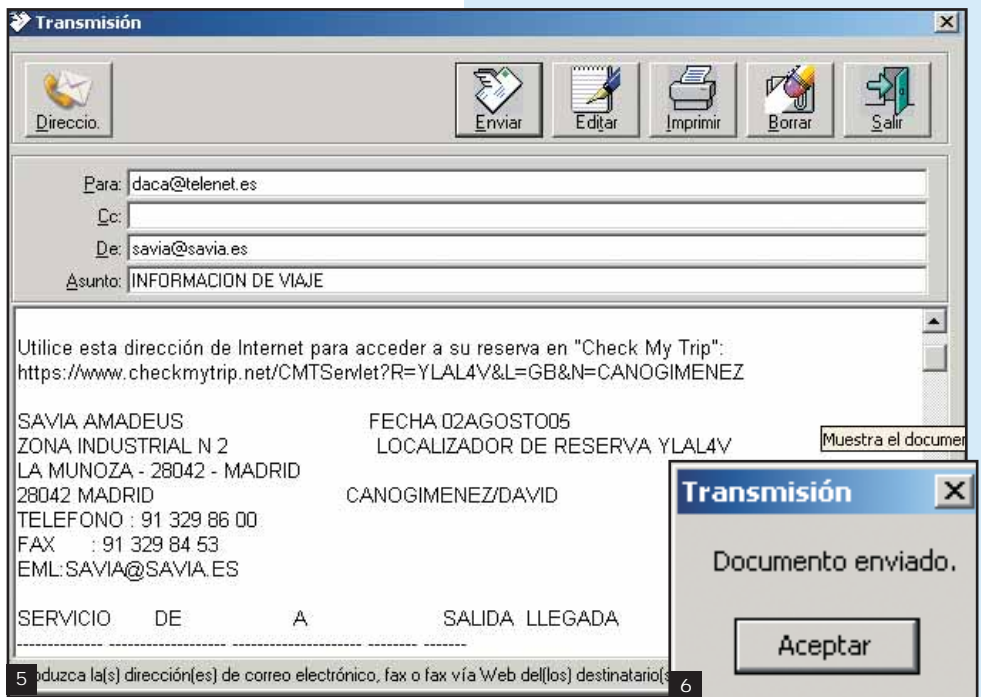 Transmisión
Direccio. Enviar Editar Imprimir Borrar Salir
Para: daca@telenet.es
Cc:
De: savia@savia.es
Asunto: INFORMACION DE VIAJE
Utilice esta dirección de Internet para acceder a su reserva en "Check My Trip":
https://www.checkmytrip.net/CMTServlet?R=YLAL4V&L=GB&N=CANOGIMENEZ
SAVIA AMADEUS FECHA 02AGOSTO05
ZONA INDUSTRIAL N 2 LOCALIZADOR DE RESERVA YLAL4V
Muestra el documen
LA MUNOZA - 28042 - MADRID
28042 MADRID CANOGIMENEZ/DAVID
TELEFONO : 91 329 86 00
FAX : 91 329 84 53
EML:SAVIA@SAVIA.ES
SERVICIO DE A SALIDA LLEGADA
-------------- ------------------- ---------------------- -------- -------
5 oduzca la(s) dirección(es) de correo electrónico, fax o fax vía Web del(los) destinatario(s
Transmisión
Documento enviado.
Aceptar
6